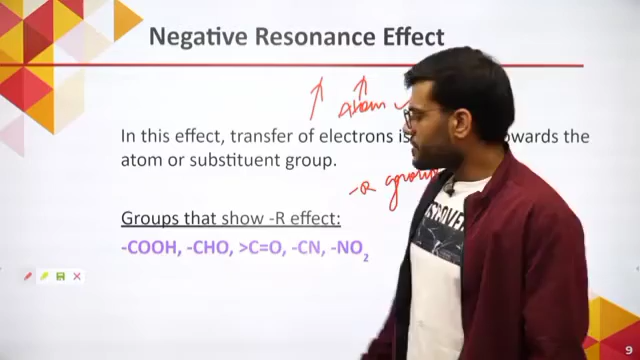 Negative Resonance Effect
Atom
In this effect, transfer of electrons is towards the
atom or substituent group.
-R group
Groups that show -R effect:
-COOH, -CHO, >C=O, -CN, -NO2
9